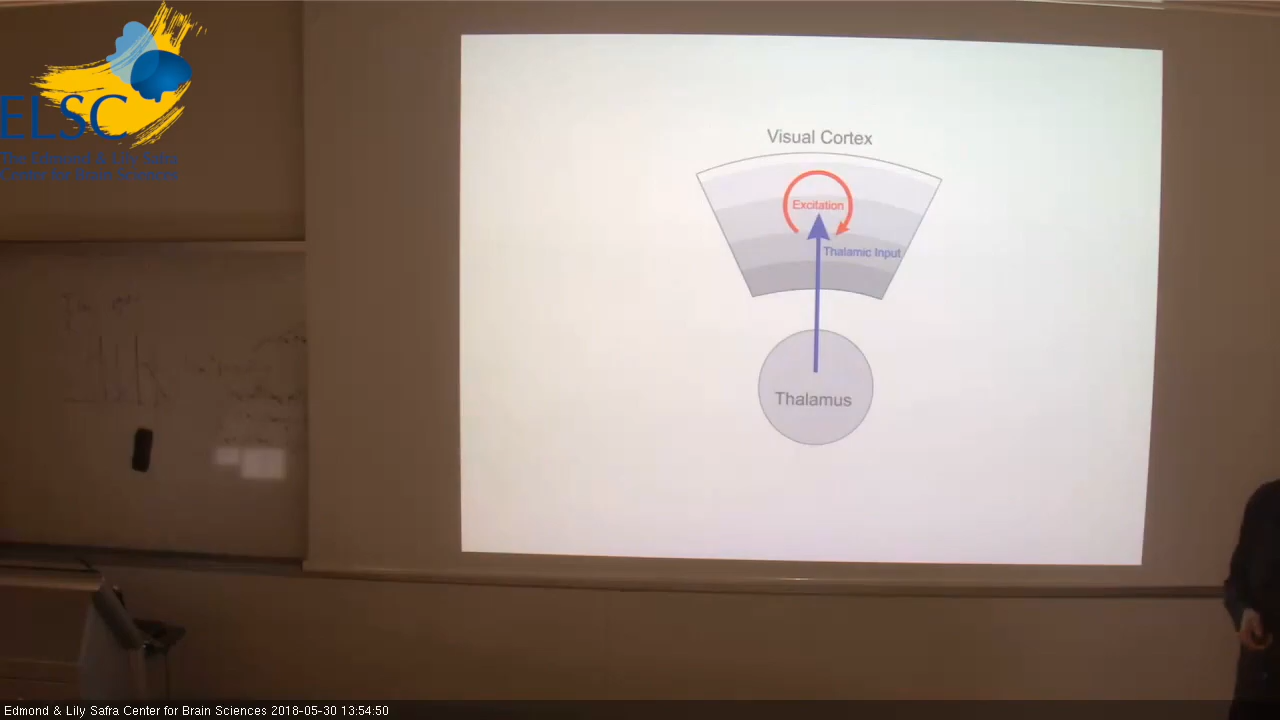 ELSC
The Edmond & Lily Safra
Center for Brain Sciences
Visual Cortex
Excitation
Thalamic Input
Thalamus
Edmond & Lily Safra Center for Brain Sciences 2018-05-30 13:54:50